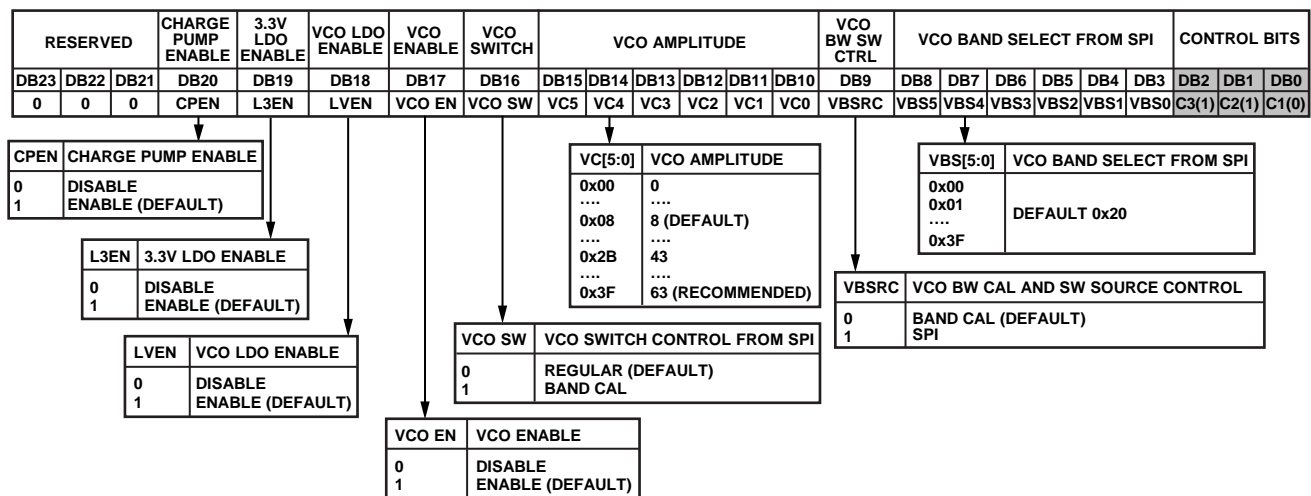 RESERVED
CHARGE PUMP ENABLE
3.3V LDO ENABLE
VCO LDO ENABLE
VCO ENABLE
VCO SWITCH
VCO AMPLITUDE
VCO BW SW CTRL
VCO BAND SELECT FROM SPI
CONTROL BITS
DB23 DB22 DB21 DB20 DB19 DB18 DB17 DB16 DB15 DB14 DB13 DB12 DB11 DB10 DB9 DB8 DB7 DB6 DB5 DB4 DB3 DB2 DB1 DB0
0 0 0 CPEN L3EN LVEN VCO EN VCO SW VC5 VC4 VC3 VC2 VC1 VC0 VBSRC VBS5 VBS4 VBS3 VBS2 VBS1 VBS0 C3(1) C2(1) C1(0)
CPEN CHARGE PUMP ENABLE
0 DISABLE
1 ENABLE (DEFAULT)
L3EN 3.3V LDO ENABLE
0 DISABLE
1 ENABLE (DEFAULT)
LVEN VCO LDO ENABLE
0 DISABLE
1 ENABLE (DEFAULT)
VCO EN VCO ENABLE
0 DISABLE
1 ENABLE (DEFAULT)
VCO SW VCO SWITCH CONTROL FROM SPI
0 REGULAR (DEFAULT)
1 BAND CAL
VC[5:0] VCO AMPLITUDE
0x00 0
.... ....
0x08 8 (DEFAULT)
.... ....
0x2B 43
.... ....
0x3F 63 (RECOMMENDED)
VBSRC VCO BW CAL AND SW SOURCE CONTROL
0 BAND CAL (DEFAULT)
1 SPI
VBS[5:0] VCO BAND SELECT FROM SPI
0x00
0x01
....
0x3F
DEFAULT 0x20